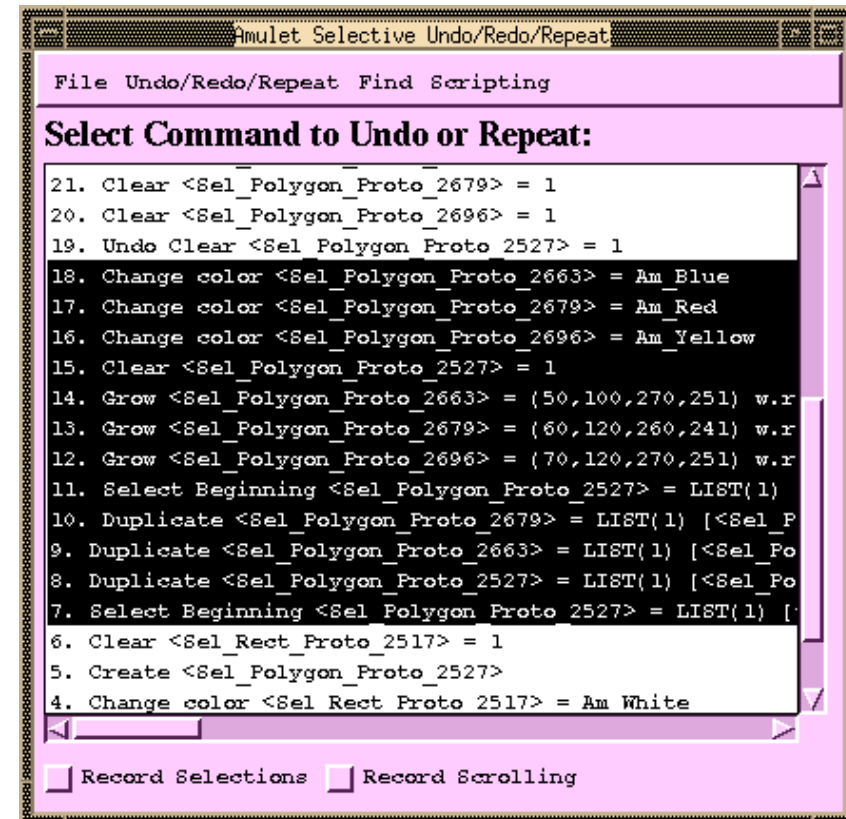 Amulet Selective Undo/Redo/Repeat
File Undo/Redo/Repeat Find Scripting
Select Command to Undo or Repeat:
21. Clear <Sel_Polygon_Proto_2679> = 1
20. Clear <Sel_Polygon_Proto_2696> = 1
19. Undo Clear <Sel_Polygon_Proto_2527> = 1
18. Change color <Sel_Polygon_Proto_2663> = Am_Blue
17. Change color <Sel_Polygon_Proto_2679> = Am_Red
16. Change color <Sel_Polygon_Proto_2696> = Am_Yellow
15. Clear <Sel_Polygon_Proto_2527> = 1
14. Grow <Sel_Polygon_Proto_2663> = (50,100,270,251) w.r
13. Grow <Sel_Polygon_Proto_2679> = (60,120,260,241) w.r
12. Grow <Sel_Polygon_Proto_2696> = (70,120,270,251) w.r
11. Select Beginning <Sel_Polygon_Proto_2527> = LIST(1)
10. Duplicate <Sel_Polygon_Proto_2679> = LIST(1) [<Sel_P
9. Duplicate <Sel_Polygon_Proto_2663> = LIST(1) [<Sel_Po
8. Duplicate <Sel_Polygon_Proto_2527> = LIST(1) [<Sel_Po
7. Select Beginning <Sel_Polygon_Proto_2527> = LIST(1) [
6. Clear <Sel_Rect_Proto_2517> = 1
5. Create <Sel_Polygon_Proto_2527>
4. Change color <Sel_Rect_Proto_2517> = Am_White
Record Selections Record Scrolling